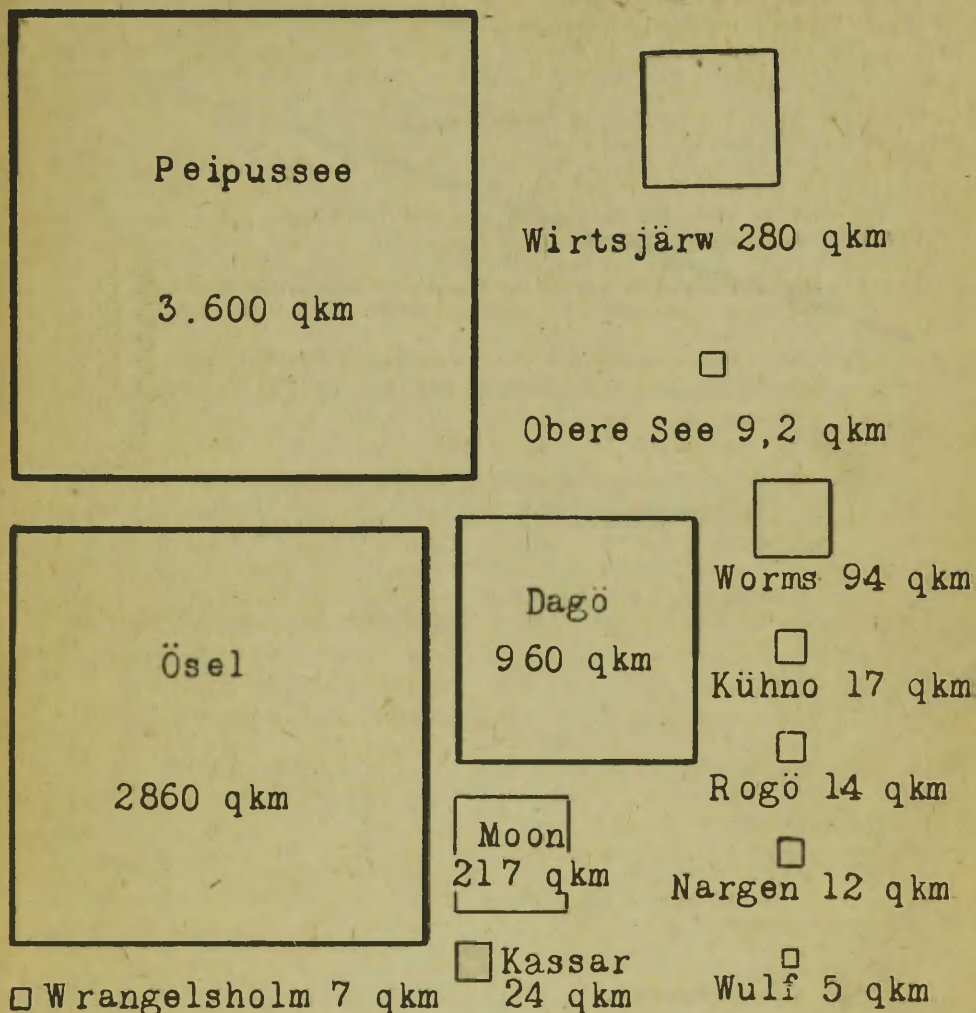 Peipussee
3.600 qkm
Wirtsjärw 280 qkm
Obere See 9,2 qkm
Ösel
2860 qkm
Dagö
960 qkm
Worms 94 qkm
Kühno 17 qkm
Rogö 14 qkm
Moon
217 qkm
Nargen 12 qkm
Kassar
24 qkm
Wulf 5 qkm
Wrangelsholm 7 qkm